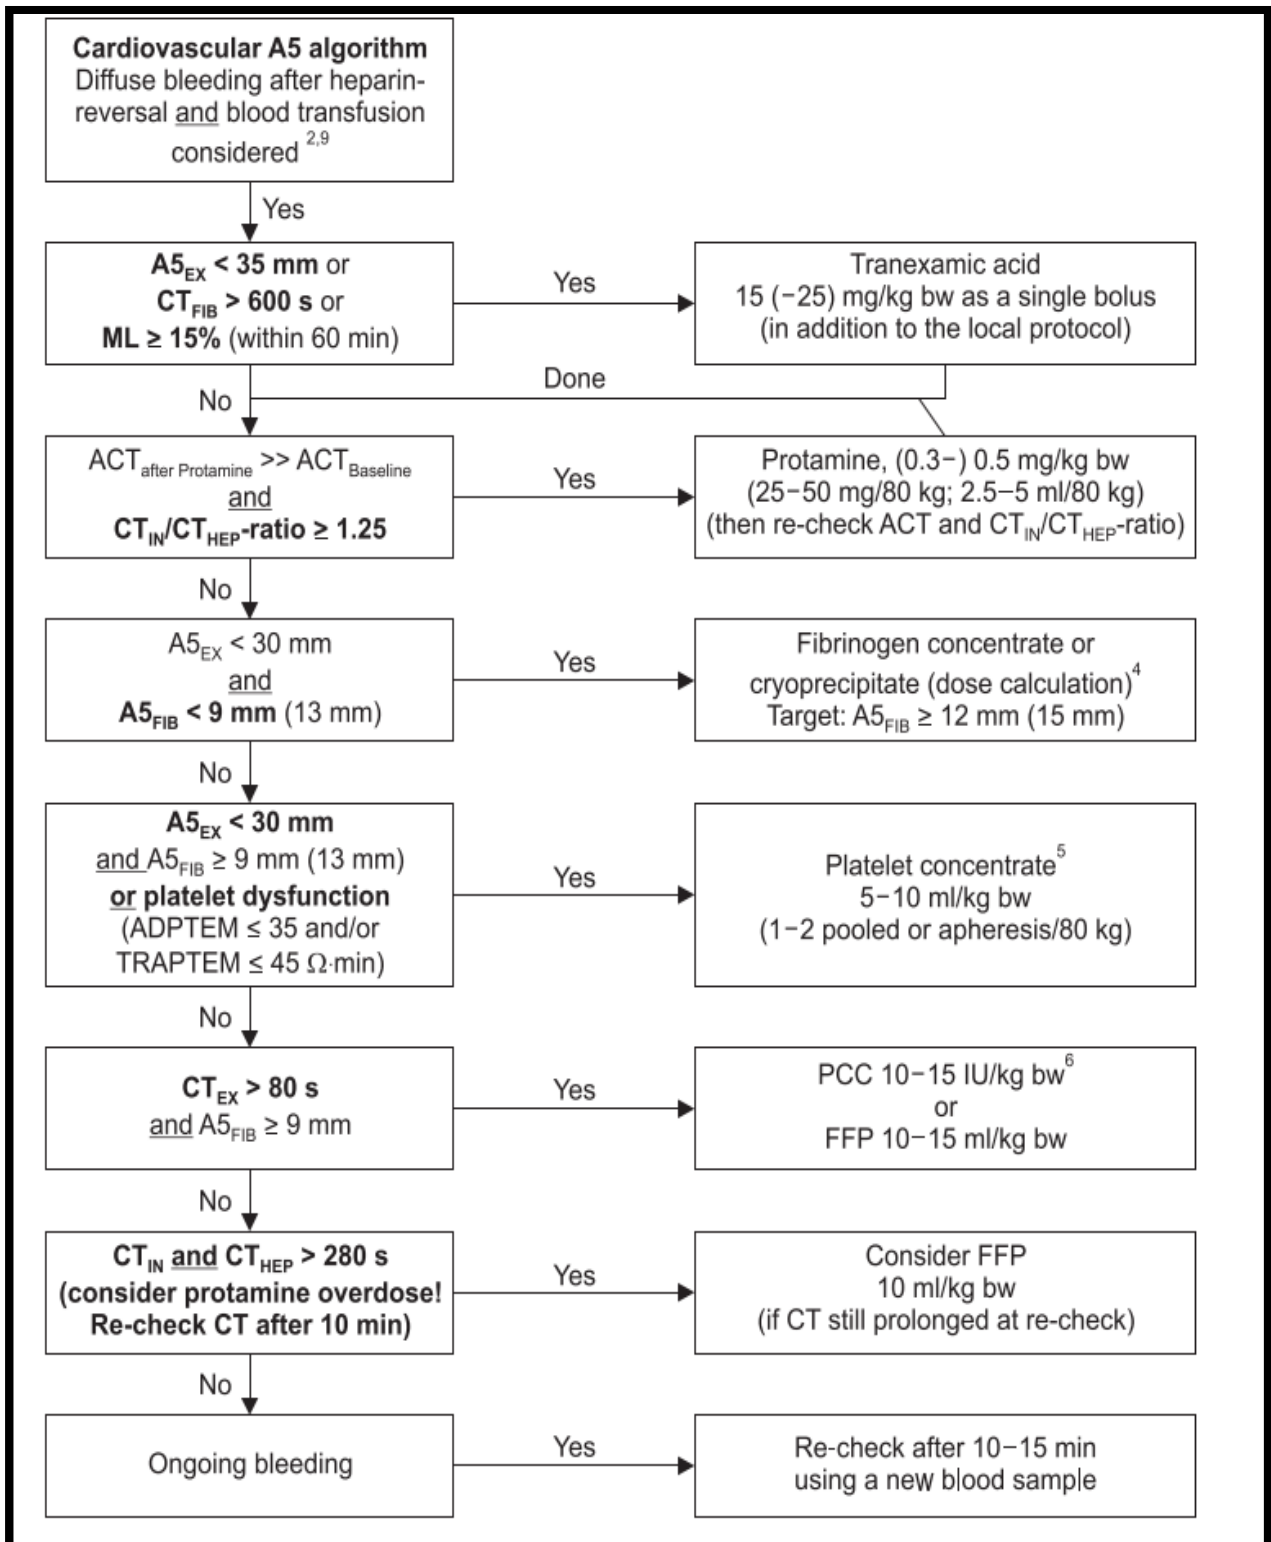 Cardiovascular A5 algorithm
Diffuse bleeding after heparin-
reversal and blood transfusion
considered 2,9
Yes
A5EX < 35 mm or
CTFIB > 600 s or
ML ≥ 15% (within 60 min)
Yes
Tranexamic acid
15 (−25) mg/kg bw as a single bolus
(in addition to the local protocol)
Done
No
ACTafter Protamine >> ACTBaseline
and
CTIN/CTHEP-ratio ≥ 1.25
Yes
Protamine, (0.3−) 0.5 mg/kg bw
(25−50 mg/80 kg; 2.5−5 ml/80 kg)
(then re-check ACT and CTIN/CTHEP-ratio)
No
A5EX < 30 mm
and
A5FIB < 9 mm (13 mm)
Yes
Fibrinogen concentrate or
cryoprecipitate (dose calculation)4
Target: A5FIB ≥ 12 mm (15 mm)
No
A5EX < 30 mm
and A5FIB ≥ 9 mm (13 mm)
or platelet dysfunction
(ADPTEM ≤ 35 and/or
TRAPTEM ≤ 45 Ω·min)
Yes
Platelet concentrate5
5−10 ml/kg bw
(1−2 pooled or apheresis/80 kg)
No
CTEX > 80 s
and A5FIB ≥ 9 mm
Yes
PCC 10−15 IU/kg bw6
or
FFP 10−15 ml/kg bw
No
CTIN and CTHEP > 280 s
(consider protamine overdose!
Re-check CT after 10 min)
Yes
Consider FFP
10 ml/kg bw
(if CT still prolonged at re-check)
No
Ongoing bleeding
Yes
Re-check after 10−15 min
using a new blood sample